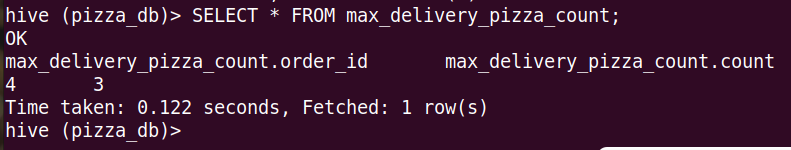 hive (pizza_db)> SELECT * FROM max_delivery_pizza_count;
OK
max_delivery_pizza_count.order_id max_delivery_pizza_count.count
4 3
Time taken: 0.122 seconds, Fetched: 1 row(s)
hive (pizza_db)>